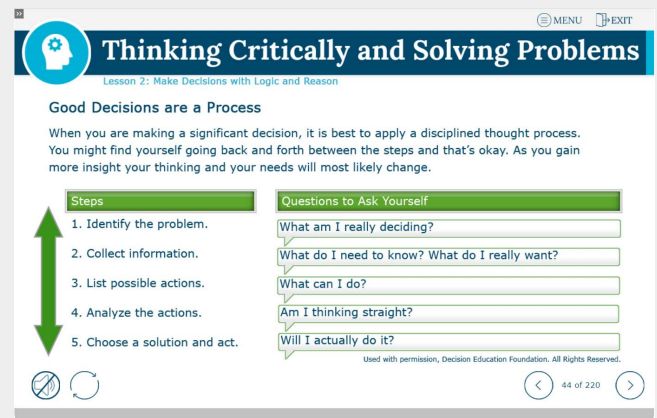 MENU EXIT
Thinking Critically and Solving Problems
Lesson 2: Make Decisions with Logic and Reason
Good Decisions are a Process
When you are making a significant decision, it is best to apply a disciplined thought process.
You might find yourself going back and forth between the steps and that's okay. As you gain
more insight your thinking and your needs will most likely change.
Steps
1. Identify the problem.
2. Collect information.
3. List possible actions.
4. Analyze the actions.
5. Choose a solution and act.
Questions to Ask Yourself
What am I really deciding?
What do I need to know? What do I really want?
What can I do?
Am I thinking straight?
Will I actually do it?
Used with permission, Decision Education Foundation. All Rights Reserved.
44 of 220